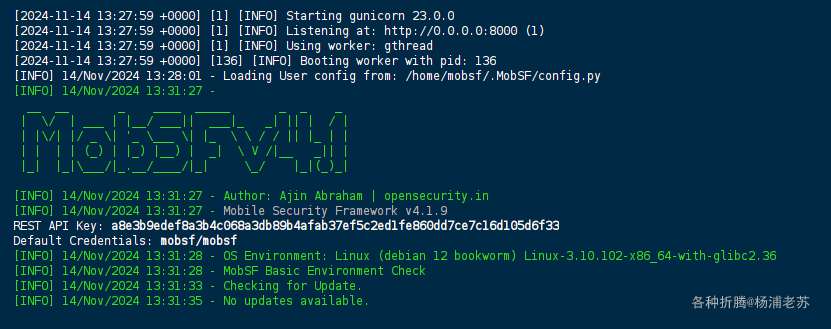 [2024-11-14 13:27:59 +0000] [1] [INFO] Starting gunicorn 23.0.0
[2024-11-14 13:27:59 +0000] [1] [INFO] Listening at: http://0.0.0.0:8000 (1)
[2024-11-14 13:27:59 +0000] [1] [INFO] Using worker: gthread
[2024-11-14 13:27:59 +0000] [136] [INFO] Booting worker with pid: 136
[INFO] 14/Nov/2024 13:28:01 - Loading User config from: /home/mobsf/.MobSF/config.py
[INFO] 14/Nov/2024 13:31:27 -
MobSF v4.1
[INFO] 14/Nov/2024 13:31:27 - Author: Ajin Abraham | opensecurity.in
[INFO] 14/Nov/2024 13:31:27 - Mobile Security Framework v4.1.9
REST API Key: a8e3b9edef8a3b4c068a3db89b4afab37ef5c2ed1fe860dd7ce7c16d105d6f33
Default Credentials: mobsf/mobsf
[INFO] 14/Nov/2024 13:31:28 - OS Environment: Linux (debian 12 bookworm) Linux-3.10.102-x86_64-with-glibc2.36
[INFO] 14/Nov/2024 13:31:28 - MobSF Basic Environment Check
[INFO] 14/Nov/2024 13:31:33 - Checking for Update.
[INFO] 14/Nov/2024 13:31:35 - No updates available.
各种折腾@杨浦老苏